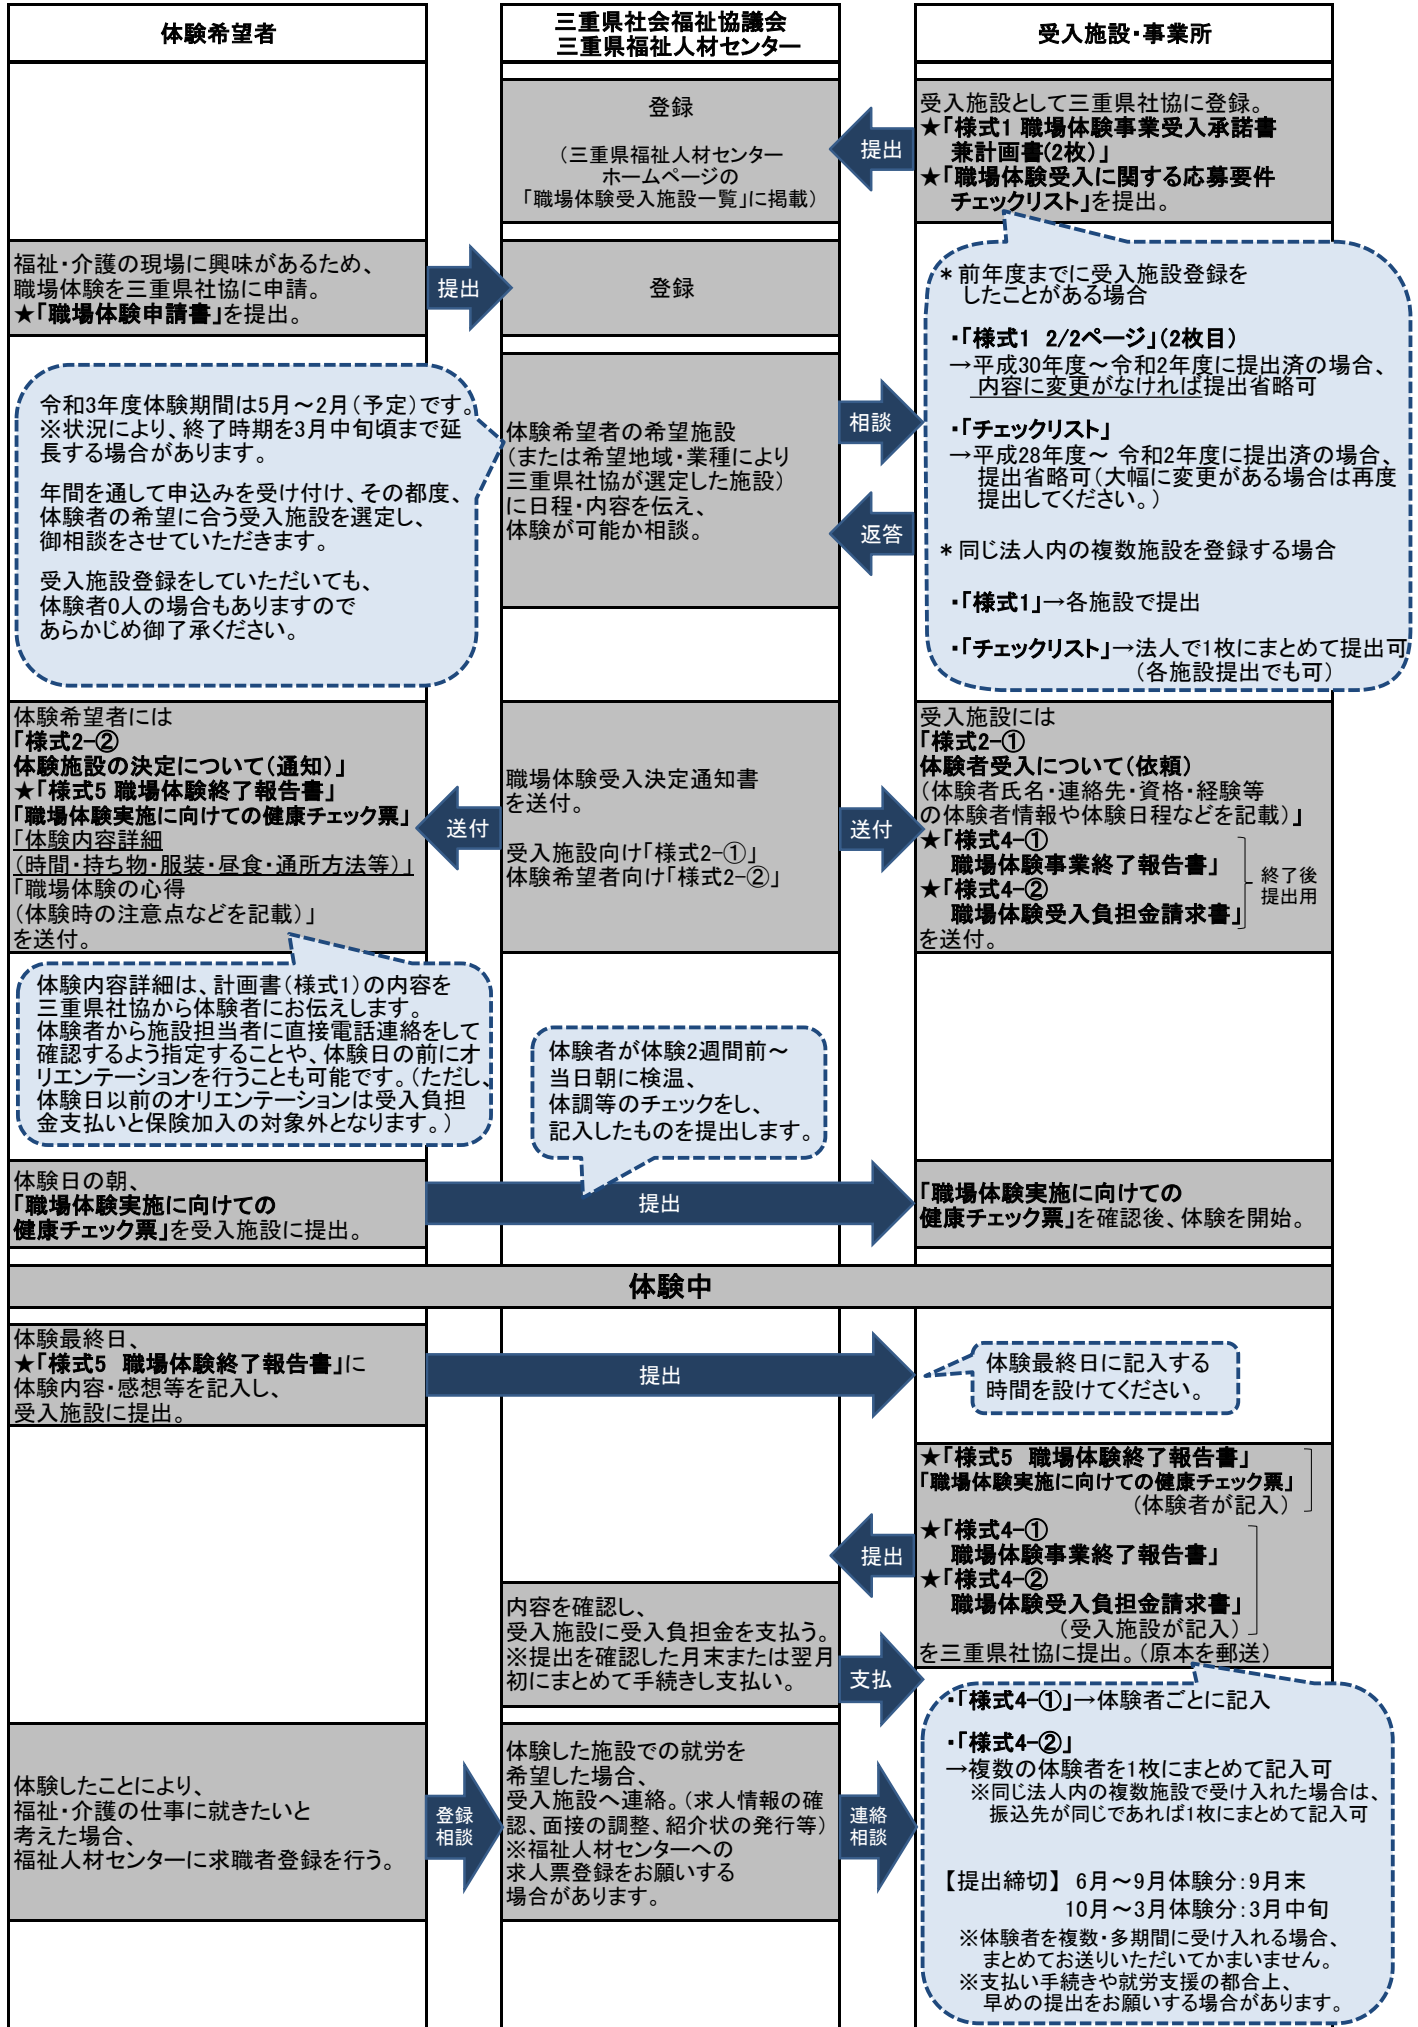 体験希望者
三重県社会福祉協議会
三重県福祉人材センター
受入施設・事業所
登録
（三重県福祉人材センター
ホームページの
「職場体験受入施設一覧」に掲載）
提出
受入施設として三重県社協に登録。
★「様式1 職場体験事業受入承諾書
兼計画書(2枚)」
★「職場体験受入に関する応募要件
チェックリスト」を提出。
福祉・介護の現場に興味があるため、
職場体験を三重県社協に申請。
★「職場体験申請書」を提出。
提出
登録
＊前年度までに受入施設登録を
したことがある場合
・「様式1 2/2ページ」(2枚目)
→平成30年度～令和2年度に提出済の場合、
内容に変更がなければ提出省略可
・「チェックリスト」
→平成28年度～ 令和2年度に提出済の場合、
提出省略可(大幅に変更がある場合は再度
提出してください。)
＊同じ法人内の複数施設を登録する場合
・「様式1」→各施設で提出
・「チェックリスト」→法人で1枚にまとめて提出可
（各施設提出でも可）
令和3年度体験期間は5月～2月(予定)です。
※状況により、終了時期を3月中旬頃まで延
長する場合があります。
年間を通して申込みを受け付け、その都度、
体験者の希望に合う受入施設を選定し、
御相談をさせていただきます。
受入施設登録をしていただいても、
体験者0人の場合もありますので
あらかじめ御了承ください。
体験希望者の希望施設
(または希望地域・業種により
三重県社協が選定した施設)
に日程・内容を伝え、
体験が可能か相談。
相談
返答
体験希望者には
「様式2-②
体験施設の決定について(通知)」
★「様式5 職場体験終了報告書」
「職場体験実施に向けての健康チェック票」
「体験内容詳細
(時間・持ち物・服装・昼食・通所方法等)」
「職場体験の心得
(体験時の注意点などを記載)」
を送付。
送付
職場体験受入決定通知書
を送付。
受入施設向け「様式2-①」
体験希望者向け「様式2-②」
送付
受入施設には
「様式2-①
体験者受入について(依頼)
(体験者氏名・連絡先・資格・経験等
の体験者情報や体験日程などを記載)」
★「様式4-①
職場体験事業終了報告書」
★「様式4-②
職場体験受入負担金請求書」
を送付。
終了後
提出用
体験内容詳細は、計画書(様式1)の内容を
三重県社協から体験者にお伝えします。
体験者から施設担当者に直接電話連絡をして
確認するよう指定することや、体験日の前にオ
リエンテーションを行うことも可能です。(ただし、
体験日以前のオリエンテーションは受入負担
金支払いと保険加入の対象外となります。)
体験者が体験2週間前～
当日朝に検温、
体調等のチェックをし、
記入したものを提出します。
体験日の朝、
「職場体験実施に向けての
健康チェック票」を受入施設に提出。
提出
「職場体験実施に向けての
健康チェック票」を確認後、体験を開始。
体験中
体験最終日、
★「様式5 職場体験終了報告書」に
体験内容・感想等を記入し、
受入施設に提出。
提出
体験最終日に記入する
時間を設けてください。
★「様式5 職場体験終了報告書」
「職場体験実施に向けての健康チェック票」
(体験者が記入)
★「様式4-①
職場体験事業終了報告書」
★「様式4-②
職場体験受入負担金請求書」
(受入施設が記入)
を三重県社協に提出。(原本を郵送)
提出
内容を確認し、
受入施設に受入負担金を支払う。
※提出を確認した月末または翌月
初にまとめて手続きし支払い。
支払
・「様式4-①」→体験者ごとに記入
・「様式4-②」
→複数の体験者を1枚にまとめて記入可
※同じ法人内の複数施設で受け入れた場合は、
振込先が同じであれば1枚にまとめて記入可
【提出締切】 6月～9月体験分:9月末
10月～3月体験分:3月中旬
※体験者を複数・多期間に受け入れる場合、
まとめてお送りいただいてかまいません。
※支払い手続きや就労支援の都合上、
早めの提出をお願いする場合があります。
体験したことにより、
福祉・介護の仕事に就きたいと
考えた場合、
福祉人材センターに求職者登録を行う。
登録
相談
体験した施設での就労を
希望した場合、
受入施設へ連絡。(求人情報の確
認、面接の調整、紹介状の発行等)
※福祉人材センターへの
求人票登録をお願いする
場合があります。
連絡
相談